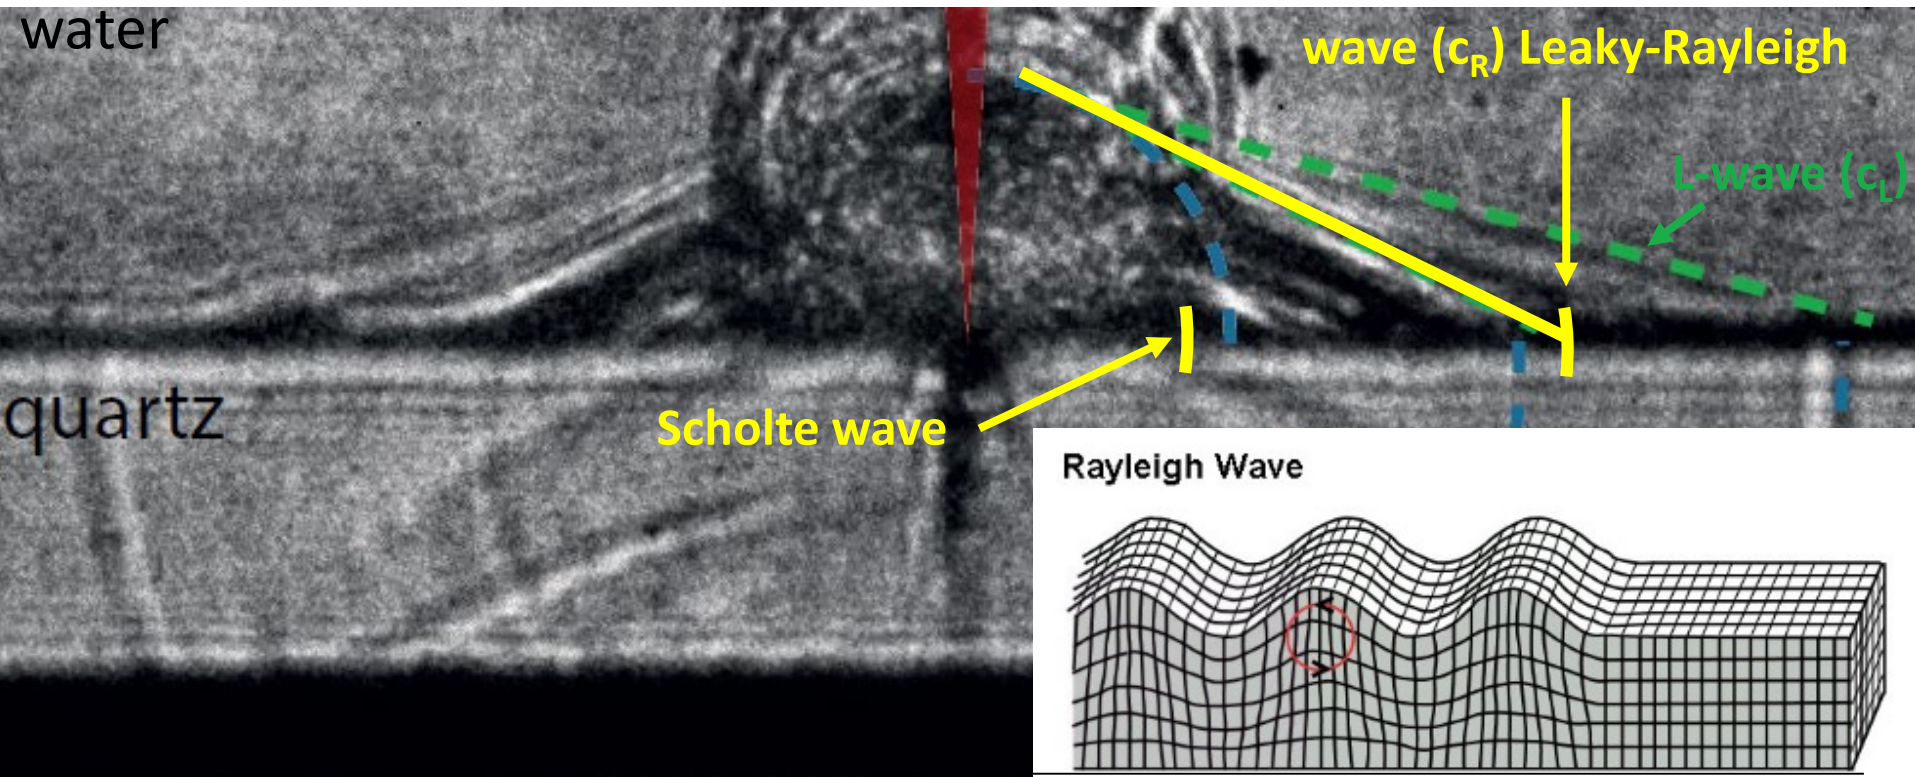 water
wave (cR) Leaky-Rayleigh
L-wave (cL)
quartz
Scholte wave
Rayleigh Wave